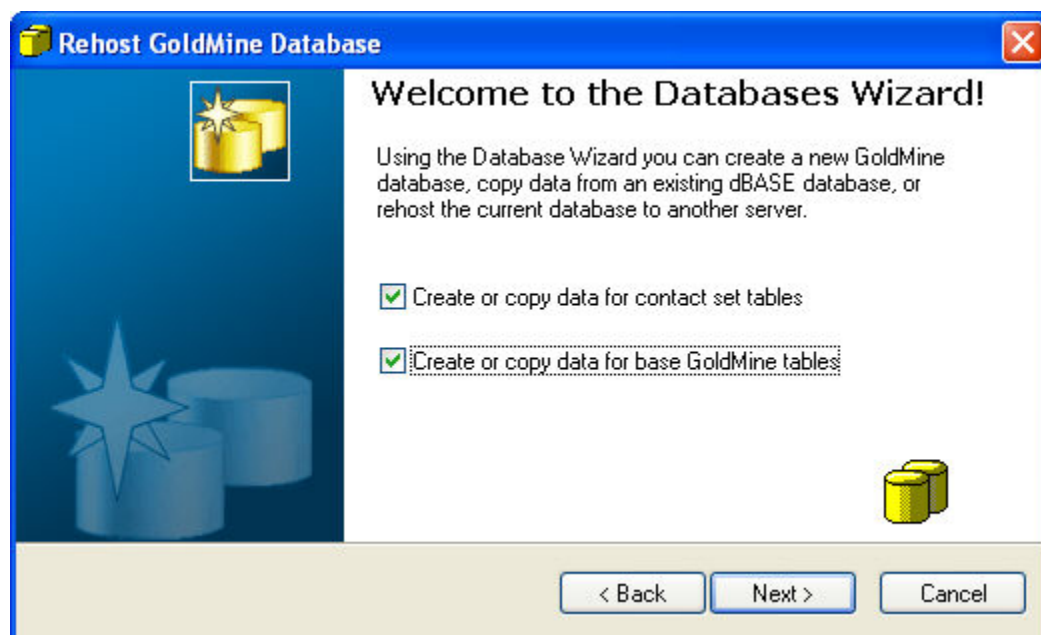 Rehost GoldMine Database
Welcome to the Databases Wizard!
Using the Database Wizard you can create a new GoldMine
database, copy data from an existing dBASE database, or
rehost the current database to another server.
Create or copy data for contact set tables
Create or copy data for base GoldMine tables
< Back
Next >
Cancel